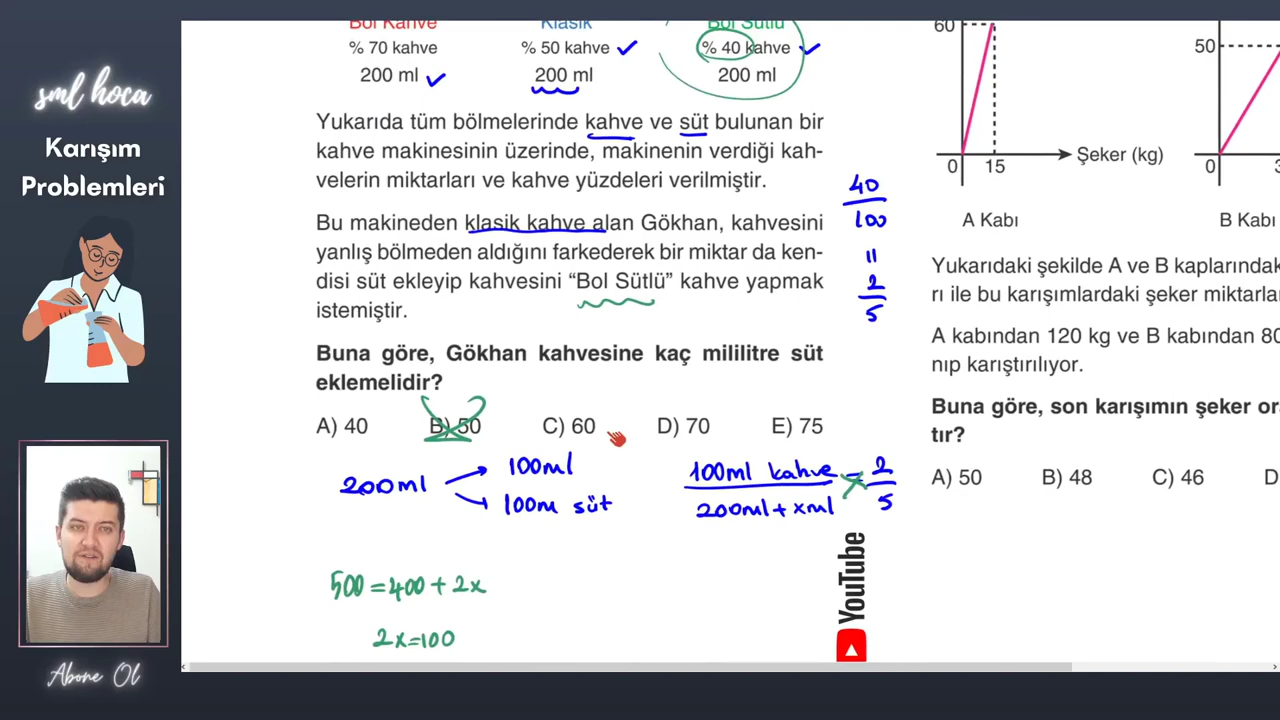 sml hoca
Karışım
Problemleri
Abone Ol
Bol Kahve
% 70 kahve
200 ml
Klasik
% 50 kahve
200 ml
Bol Sütlü
% 40 kahve
200 ml
Yukarıda tüm bölmelerinde kahve ve süt bulunan bir
kahve makinesinin üzerinde, makinenin verdiği kah-
velerin miktarları ve kahve yüzdeleri verilmiştir.
Bu makineden klasik kahve alan Gökhan, kahvesini
yanlış bölmeden aldığını farkederek bir miktar da ken-
disi süt ekleyip kahvesini “Bol Sütlü” kahve yapmak
istemiştir.
Buna göre, Gökhan kahvesine kaç mililitre süt
eklemelidir?
A) 40 B) 50 C) 60 D) 70 E) 75
200ml
100ml
100m süt
100ml kahve
200ml + xml
=
2
5
500 = 400 + 2x
2x=100
40
100
=
2
5
YouTube
60
0
15
Şeker (kg)
A Kabı
50
0
3
B Kabı
Yukarıdaki şekilde A ve B kaplarındak
rı ile bu karışımlardaki şeker miktarla
A kabından 120 kg ve B kabından 80
nıp karıştırılıyor.
Buna göre, son karışımın şeker or
tır?
A) 50 B) 48 C) 46 D